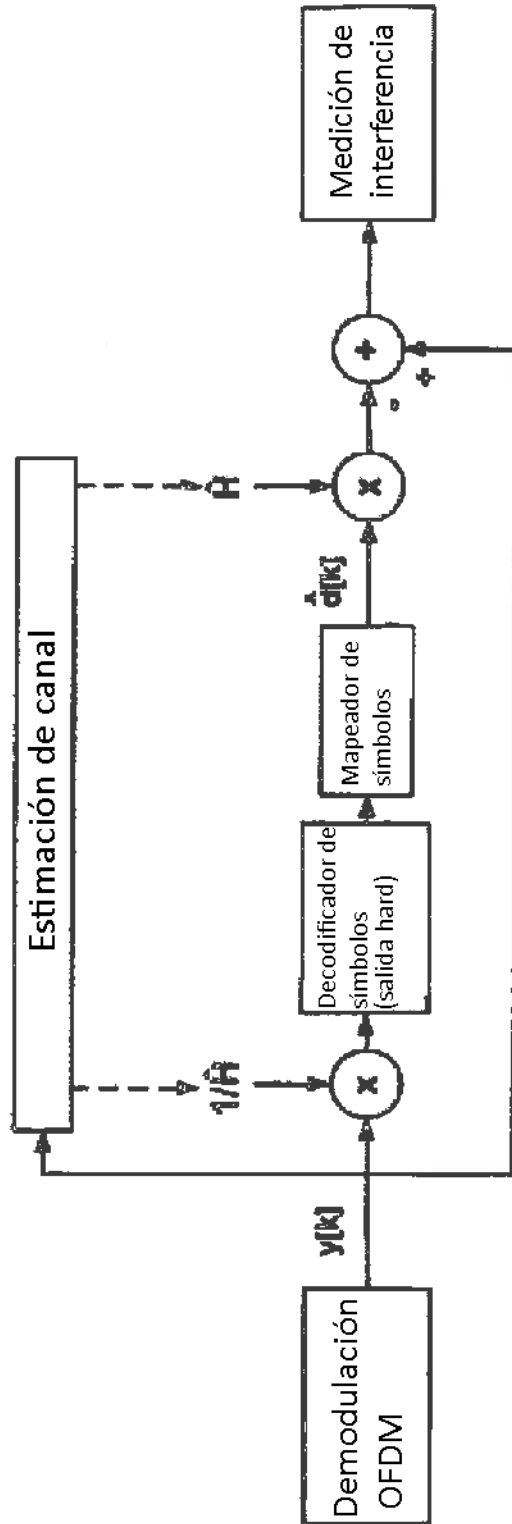 Estimación de canal
1/Ĥ
Ĥ
y[k]
d̂[k]
Demodulación
OFDM
x
Decodificador de
símbolos
(salida hard)
Mapeador de
símbolos
x
-
+
+
Medición de
interferencia